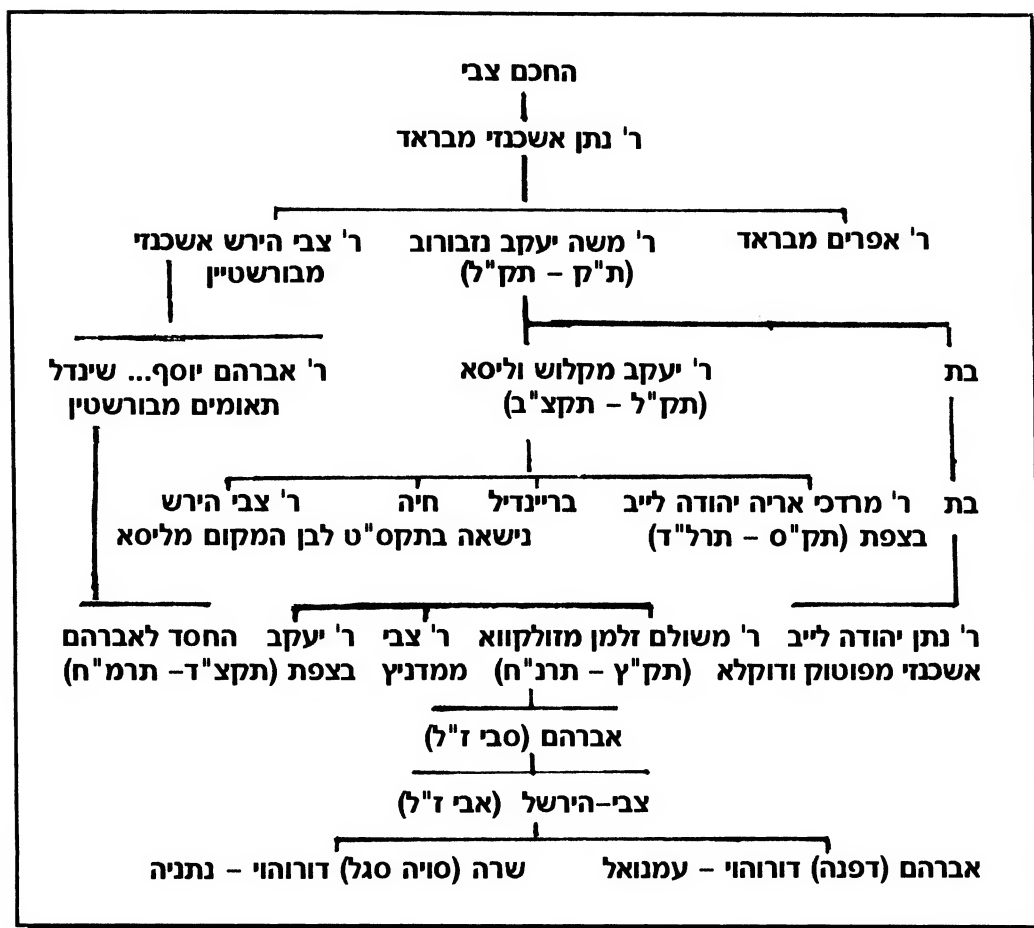 החכם צבי
ר' נתן אשכנזי מבראד
ר' אפרים מבראד ר' משה יעקב נזבורוב ר' צבי הירש אשכנזי
(ת"ק – תק"ל) מבורשטיין
בת ר' יעקב מקלוש וליסא ר' אברהם יוסף... שינדל
(תק"ל – תקצ"ב) תאומים מבורשטין
בת ר' מרדכי אריה יהודה לייב בריינדיל חיה ר' צבי הירש
בצפת (תק"ס – תרל"ד) נישאה בתקס"ט לבן המקום מליסא
ר' נתן יהודה לייב ר' משולם זלמן מזולקווא ר' צבי ר' יעקב החסד לאברהם
אשכנזי מפוטוק ודוקלא (תק"ץ – תרנ"ח) ממדניץ בצפת (תקצ"ד– תרמ"ח)
אברהם (סבי ז"ל)
צבי-הירשל (אבי ז"ל)
אברהם (דפנה) דורוהוי – עמנואל שרה (סויה סגל) דורוהוי – נתניה